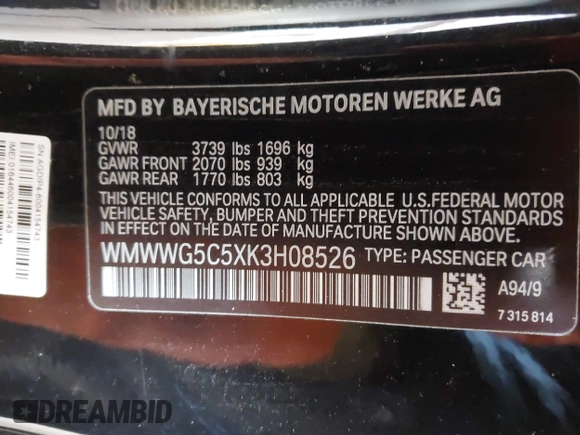 MFD BY BAYERISCHE MOTOREN WERKE AG
10/18
GVWR 3739 lbs 1696 kg
GAWR FRONT 2070 lbs 939 kg
GAWR REAR 1770 lbs 803 kg
THIS VEHICLE CONFORMS TO ALL APPLICABLE U.S.FEDERAL MOTOR
VEHICLE SAFETY, BUMPER AND THEFT PREVENTION STANDARDS
IN EFFECT ON THE DATE OF MANUFACTURE SHOWN ABOVE.
WMWWG5C5XK3H08526 TYPE: PASSENGER CAR
A94/9
7 315 814
DREAMBID